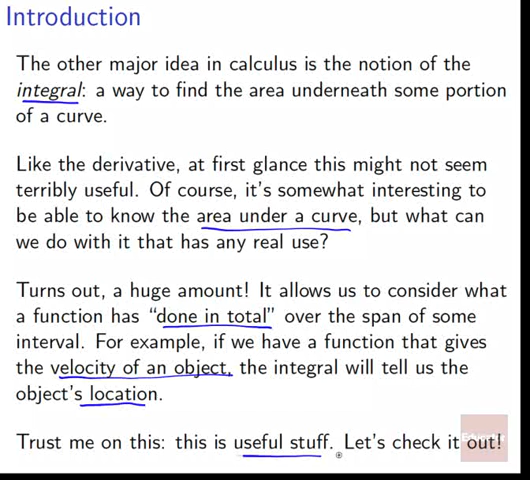 Introduction
The other major idea in calculus is the notion of the
integral: a way to find the area underneath some portion
of a curve.
Like the derivative, at first glance this might not seem
terribly useful. Of course, it's somewhat interesting to
be able to know the area under a curve, but what can
we do with it that has any real use?
Turns out, a huge amount! It allows us to consider what
a function has “done in total” over the span of some
interval. For example, if we have a function that gives
the velocity of an object, the integral will tell us the
object's location.
Trust me on this: this is useful stuff. Let's check it out!